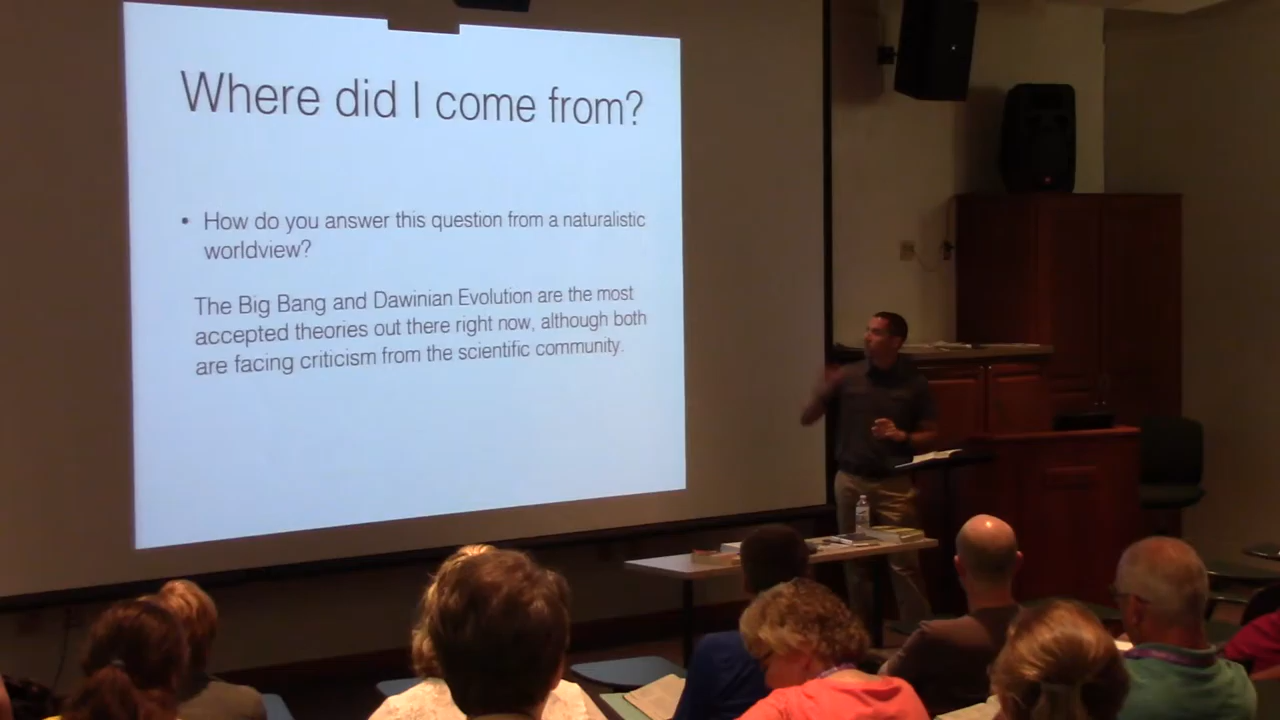 Where did I come from?
• How do you answer this question from a naturalistic
worldview?
The Big Bang and Dawinian Evolution are the most
accepted theories out there right now, although both
are facing criticism from the scientific community.